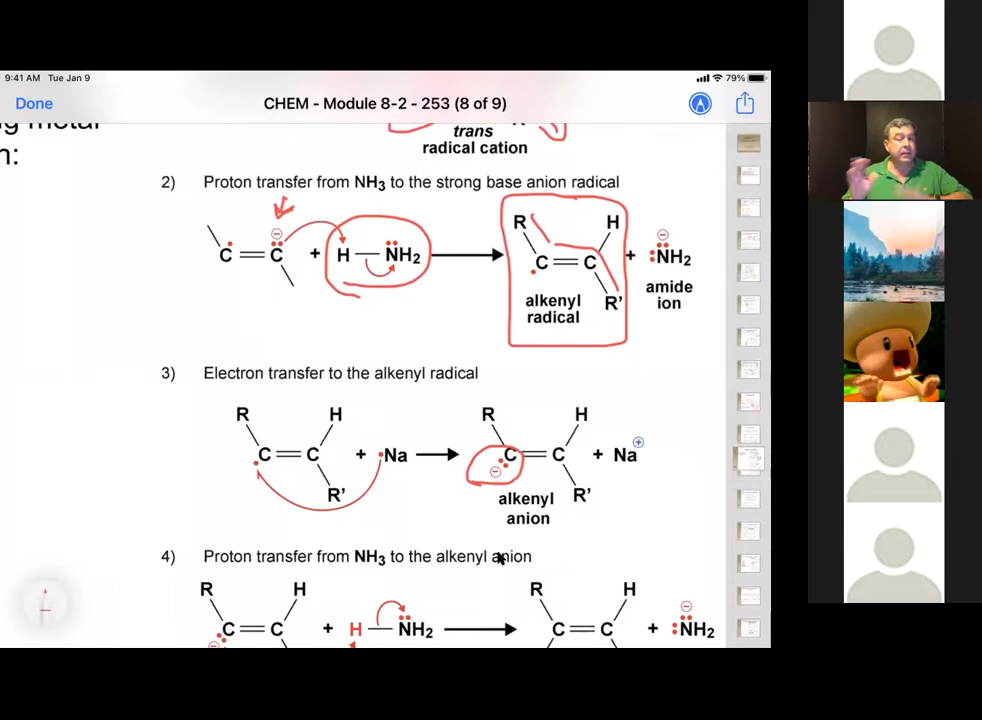 9:41 AM Tue Jan 9
79%
Done
CHEM - Module 8-2 - 253 (8 of 9)
metal
n:
trans
radical cation
2) Proton transfer from NH3 to the strong base anion radical
C = C + H — NH2
R H
C = C + :NH2
R'
alkenyl
radical
amide
ion
3) Electron transfer to the alkenyl radical
R H
C = C + Na
R'
R H
C = C + Na⊕
R'
alkenyl
anion
4) Proton transfer from NH3 to the alkenyl anion
R H
C = C + H — NH2
R H
C = C + :NH2